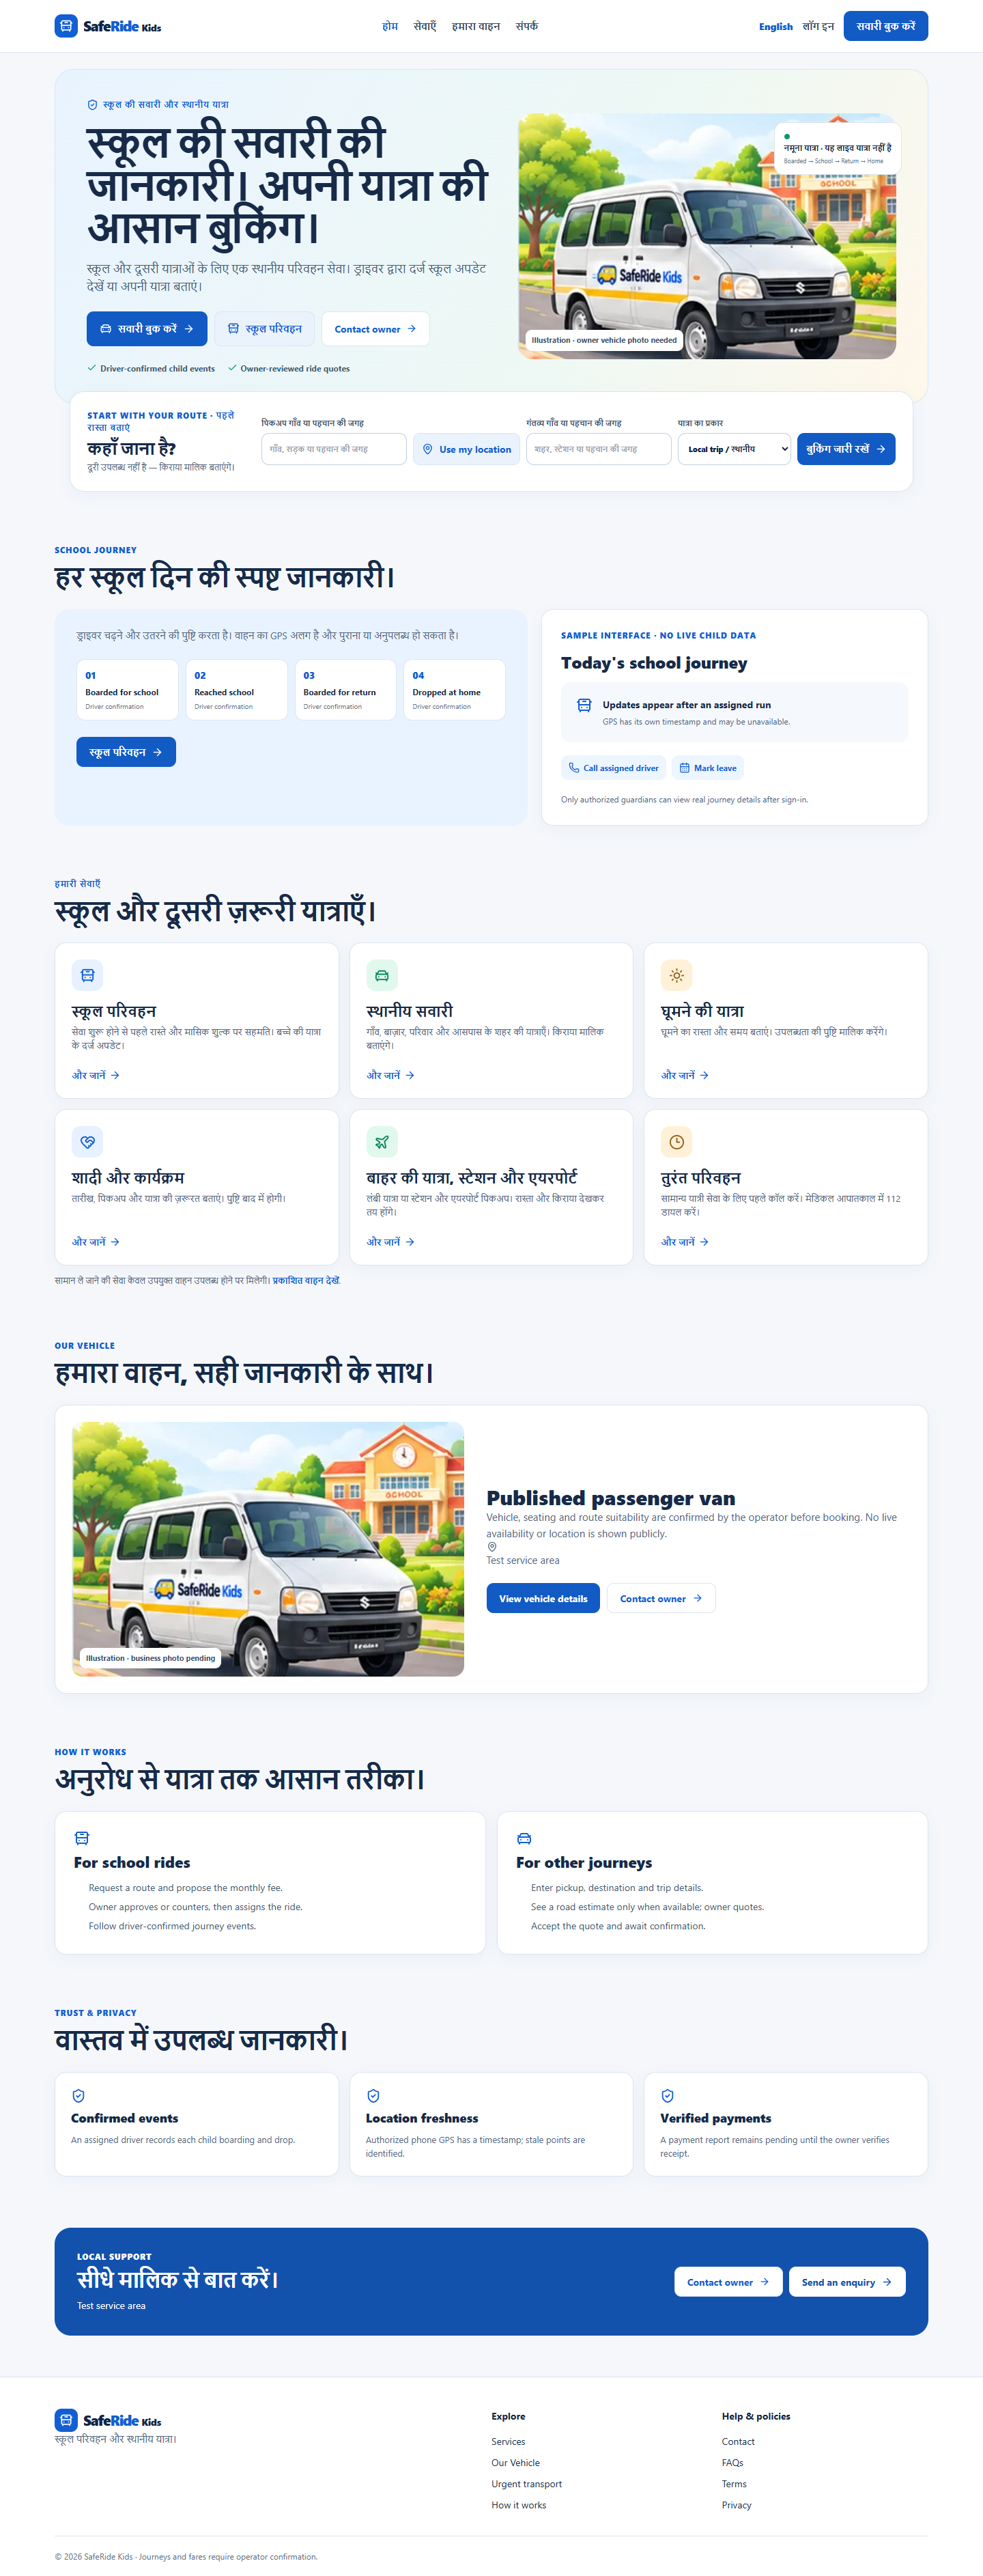 SafeRide Kids
होम
सेवाएँ
हमारा वाहन
संपर्क
English
लॉग इन
सवारी बुक करें
स्कूल की सवारी और स्थानीय यात्रा
स्कूल की सवारी की
जानकारी। अपनी यात्रा की
आसान बुकिंग।
स्कूल और दूसरी यात्राओं के लिए एक स्थानीय परिवहन सेवा। ड्राइवर द्वारा दर्ज स्कूल अपडेट
देखें या अपनी यात्रा बताएं।
सवारी बुक करें →
स्कूल परिवहन
Contact owner →
Driver-confirmed child events
Owner-reviewed ride quotes
नमूना यात्रा · यह लाइव यात्रा नहीं है
Boarded → School → Return → Home
SCHOOL
SafeRide Kids
Illustration · owner vehicle photo needed
START WITH YOUR ROUTE · पहले
रास्ता बताएं
कहाँ जाना है?
दूरी उपलब्ध नहीं है — किराया मालिक बताएंगे।
पिकअप गाँव या पहचान की जगह
गाँव, सड़क या पहचान की जगह
Use my location
गंतव्य गाँव या पहचान की जगह
शहर, स्टेशन या पहचान की जगह
यात्रा का प्रकार
Local trip / स्थानीय
बुकिंग जारी रखें →
SCHOOL JOURNEY
हर स्कूल दिन की स्पष्ट जानकारी।
ड्राइवर चढ़ने और उतरने की पुष्टि करता है। वाहन का GPS अलग है और पुराना या अनुपलब्ध हो सकता है।
01
Boarded for school
Driver confirmation
02
Reached school
Driver confirmation
03
Boarded for return
Driver confirmation
04
Dropped at home
Driver confirmation
स्कूल परिवहन →
SAMPLE INTERFACE · NO LIVE CHILD DATA
Today's school journey
Updates appear after an assigned run
GPS has its own timestamp and may be unavailable.
Call assigned driver
Mark leave
Only authorized guardians can view real journey details after sign-in.
हमारी सेवाएँ
स्कूल और दूसरी ज़रूरी यात्राएँ।
स्कूल परिवहन
सेवा शुरू होने से पहले रास्ते और मासिक शुल्क पर सहमति। बच्चे की यात्रा
के दर्ज अपडेट।
और जानें →
स्थानीय सवारी
गाँव, बाज़ार, परिवार और आसपास के शहर की यात्राएँ। किराया मालिक
बताएंगे।
और जानें →
घूमने की यात्रा
घूमने का रास्ता और समय बताएं। उपलब्धता की पुष्टि मालिक करेंगे।
और जानें →
शादी और कार्यक्रम
तारीख, पिकअप और यात्रा की ज़रूरत बताएं। पुष्टि बाद में होगी।
और जानें →
बाहर की यात्रा, स्टेशन और एयरपोर्ट
लंबी यात्रा या स्टेशन और एयरपोर्ट पिकअप। रास्ता और किराया देखकर
तय होंगे।
और जानें →
तुरंत परिवहन
सामान्य यात्री सेवा के लिए पहले कॉल करें। मेडिकल आपातकाल में 112
डायल करें।
और जानें →
सामान ले जाने की सेवा केवल उपयुक्त वाहन उपलब्ध होने पर मिलेगी। प्रकाशित वाहन देखें.
OUR VEHICLE
हमारा वाहन, सही जानकारी के साथ।
SCHOOL
SafeRide Kids
Illustration · business photo pending
Published passenger van
Vehicle, seating and route suitability are confirmed by the operator before booking. No live
availability or location is shown publicly.
Test service area
View vehicle details
Contact owner →
HOW IT WORKS
अनुरोध से यात्रा तक आसान तरीका।
For school rides
Request a route and propose the monthly fee.
Owner approves or counters, then assigns the ride.
Follow driver-confirmed journey events.
For other journeys
Enter pickup, destination and trip details.
See a road estimate only when available; owner quotes.
Accept the quote and await confirmation.
TRUST & PRIVACY
वास्तव में उपलब्ध जानकारी।
Confirmed events
An assigned driver records each child boarding and drop.
Location freshness
Authorized phone GPS has a timestamp; stale points are
identified.
Verified payments
A payment report remains pending until the owner verifies
receipt.
LOCAL SUPPORT
सीधे मालिक से बात करें।
Test service area
Contact owner →
Send an enquiry →
SafeRide Kids
स्कूल परिवहन और स्थानीय यात्रा।
Explore
Services
Our Vehicle
Urgent transport
How it works
Help & policies
Contact
FAQs
Terms
Privacy
© 2026 SafeRide Kids · Journeys and fares require operator confirmation.